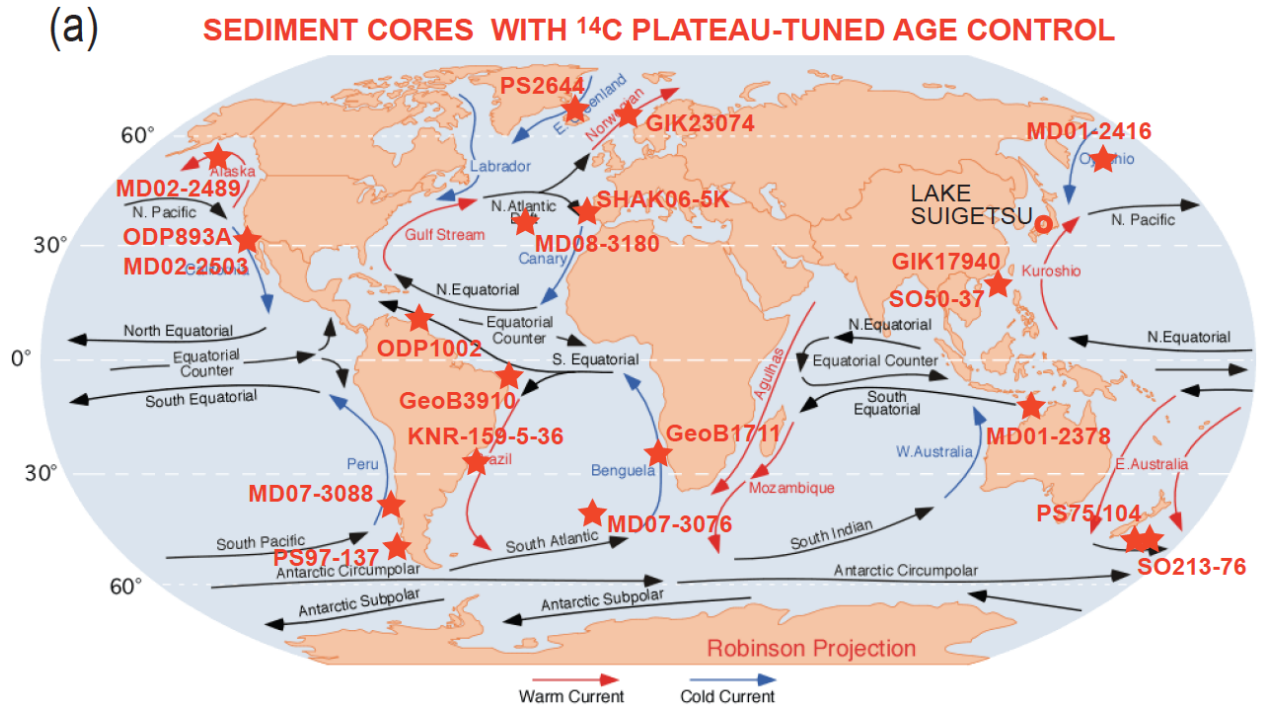 (a)
SEDIMENT CORES WITH 14C PLATEAU-TUNED AGE CONTROL
PS2644
E. Greenland
Norwegian
GIK23074
MD01-2416
60°
Alaska
Labrador
MD02-2489
N. Pacific
N.Atlantic
SHAK06-5K
LAKE
SUIGETSU
N. Pacific
ODP893A
Gulf Stream
MD08-3180
30°
MD02-2503
Canary
GIK17940
Kuroshio
SO50-37
N.Equatorial
North Equatorial
Equatorial
Counter
N.Equatorial
N.Equatorial
ODP1002
0°
Equatorial
Counter
S. Equatorial
Equatorial Counter
Agulhas
South Equatorial
GeoB3910
South
Equatorial
KNR-159-5-36
GeoB1711
MD01-2378
30°
Peru
Benguela
W.Australia
E.Australia
MD07-3088
Mozambique
PS75-104
MD07-3076
South Pacific
PS97-137
South Atlantic
South Indian
SO213-76
60°
Antarctic Circumpolar
Antarctic Circumpolar
Antarctic Subpolar
Antarctic Subpolar
Robinson Projection
Warm Current
Cold Current